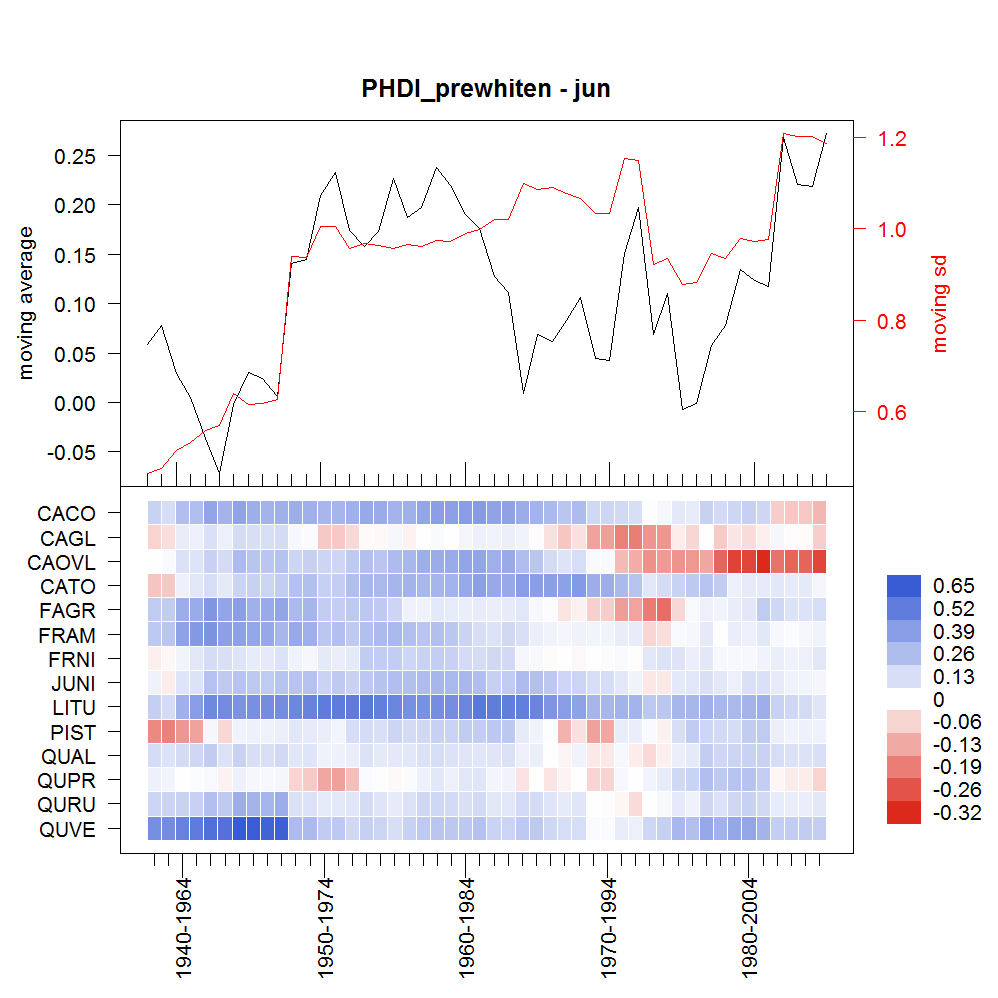 PHDI_prewhiten - jun
moving average
0.25
0.20
0.15
0.10
0.05
0.00
-0.05
1.2
1.0
0.8
0.6
moving sd
CACO
CAGL
CAOVL
CATO
FAGR
FRAM
FRNI
JUNI
LITU
PIST
QUAL
QUPR
QURU
QUVE
0.65
0.52
0.39
0.26
0.13
0
-0.06
-0.13
-0.19
-0.26
-0.32
1940-1964
1950-1974
1960-1984
1970-1994
1980-2004